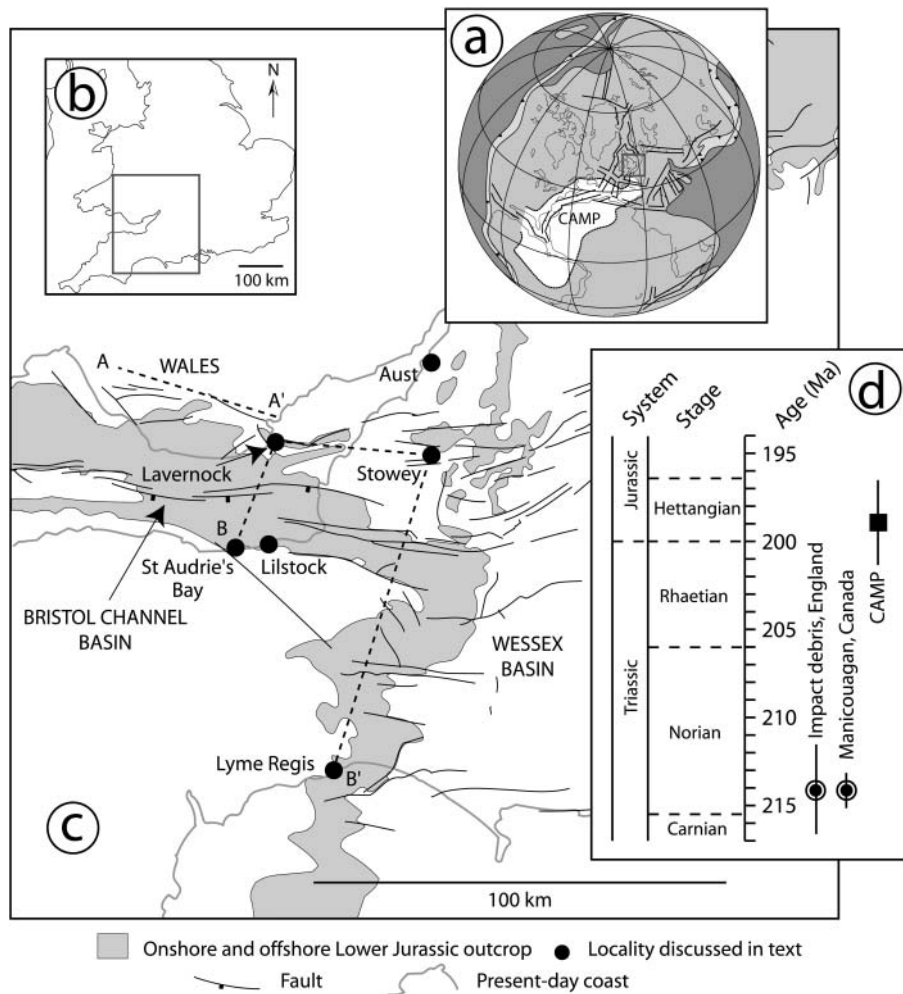 a
CAMP
b
N
100 km
A
WALES
A'
Aust
Lavernock
Stowey
B
St Audrie's
Bay
Lilstock
BRISTOL CHANNEL
BASIN
WESSEX
BASIN
Lyme Regis
B'
c
100 km
d
System
Stage
Age (Ma)
Jurassic
Triassic
Hettangian
Rhaetian
Norian
Carnian
195
200
205
210
215
Impact debris, England
Manicouagan, Canada
CAMP
Onshore and offshore Lower Jurassic outcrop
Locality discussed in text
Fault
Present-day coast